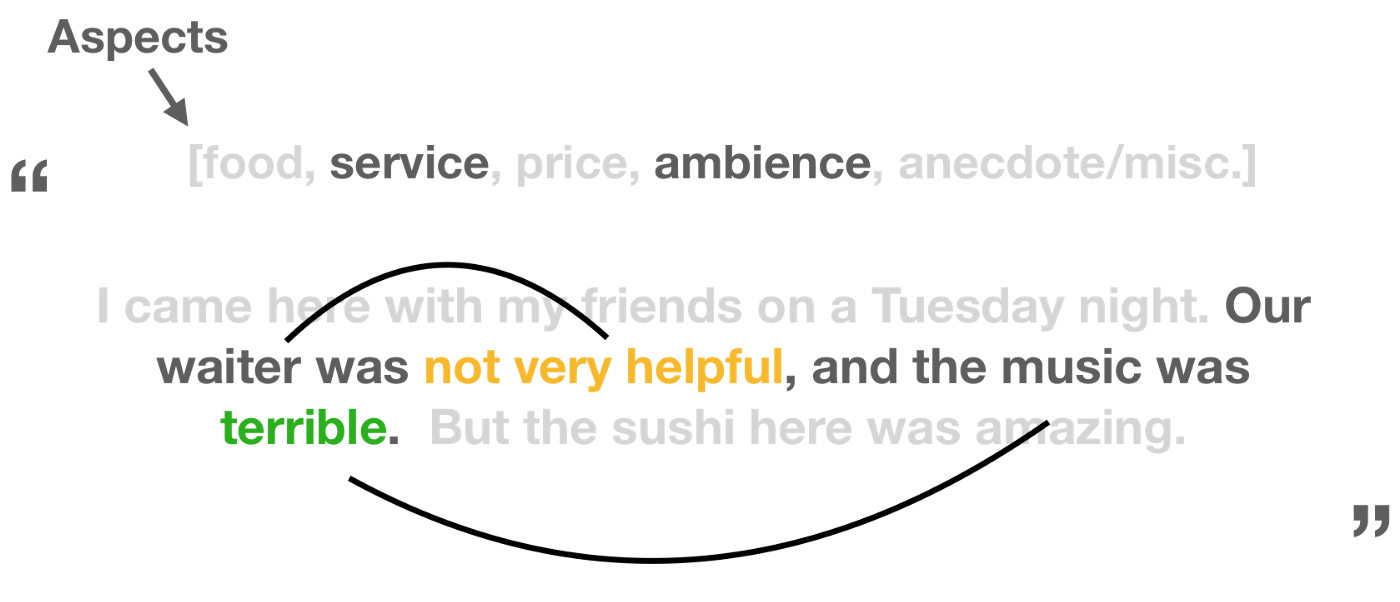 Aspects
“ [food, service, price, ambience, anecdote/misc.]
I came here with my friends on a Tuesday night. Our
waiter was not very helpful, and the music was
terrible. But the sushi here was amazing.
”